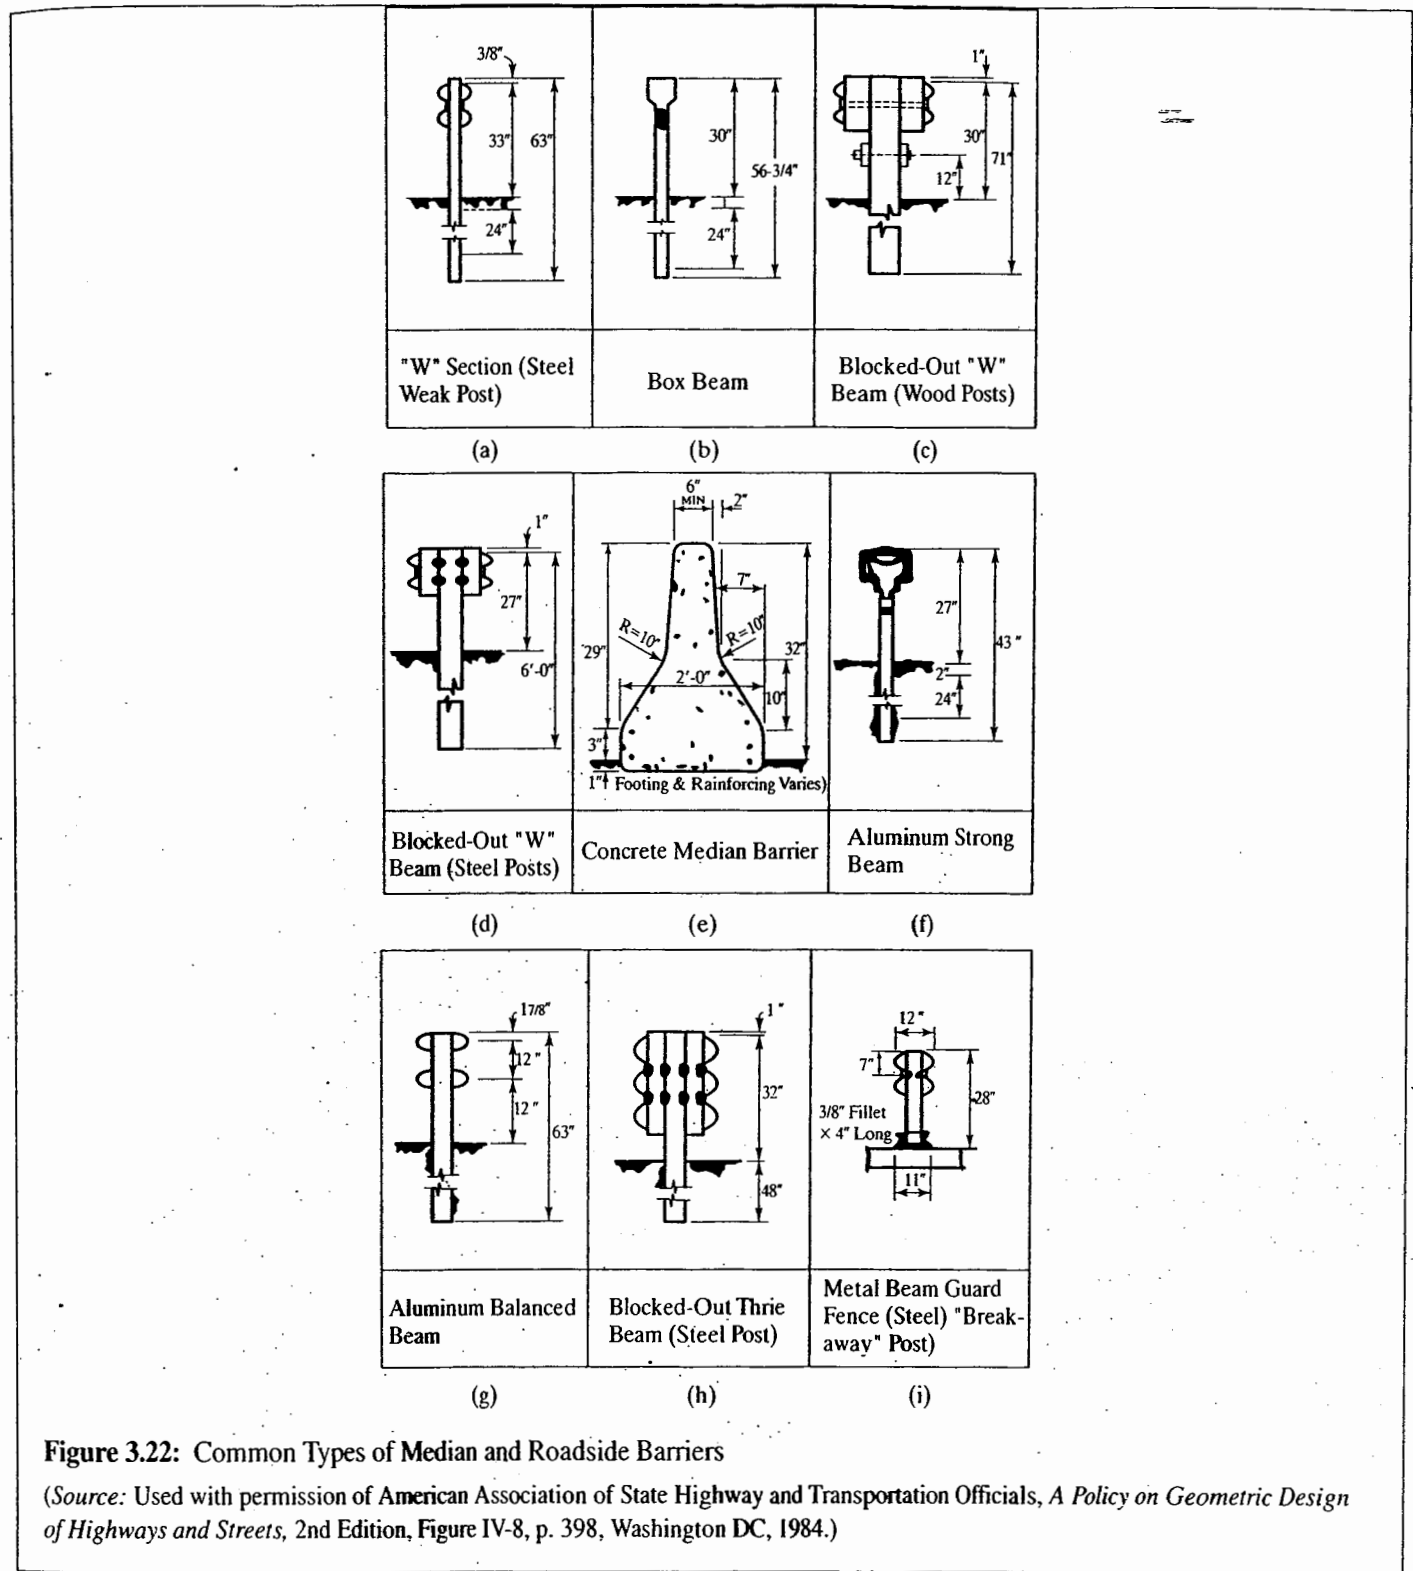 3/8"
33"
63"
24"
"W" Section (Steel
Weak Post)
(a)
30"
56-3/4"
24"
Box Beam
(b)
1"
30"
71"
12"
Blocked-Out "W"
Beam (Wood Posts)
(c)
1"
27"
6'-0"
Blocked-Out "W"
Beam (Steel Posts)
(d)
6"
MIN
2"
7"
R=10"
R=10"
29"
32"
2'-0"
10"
3"
1"
Footing & Rainforcing Varies)
Concrete Median Barrier
(e)
27"
43"
2"
24"
Aluminum Strong
Beam
(f)
17/8"
12"
12"
63"
Aluminum Balanced
Beam
(g)
1"
32"
48"
Blocked-Out Thrie
Beam (Steel Post)
(h)
12"
7"
28"
3/8" Fillet
× 4" Long
11"
Metal Beam Guard
Fence (Steel) "Break-
away" Post)
(i)
Figure 3.22: Common Types of Median and Roadside Barriers
(Source: Used with permission of American Association of State Highway and Transportation Officials, A Policy on Geometric Design
of Highways and Streets, 2nd Edition, Figure IV-8, p. 398, Washington DC, 1984.)